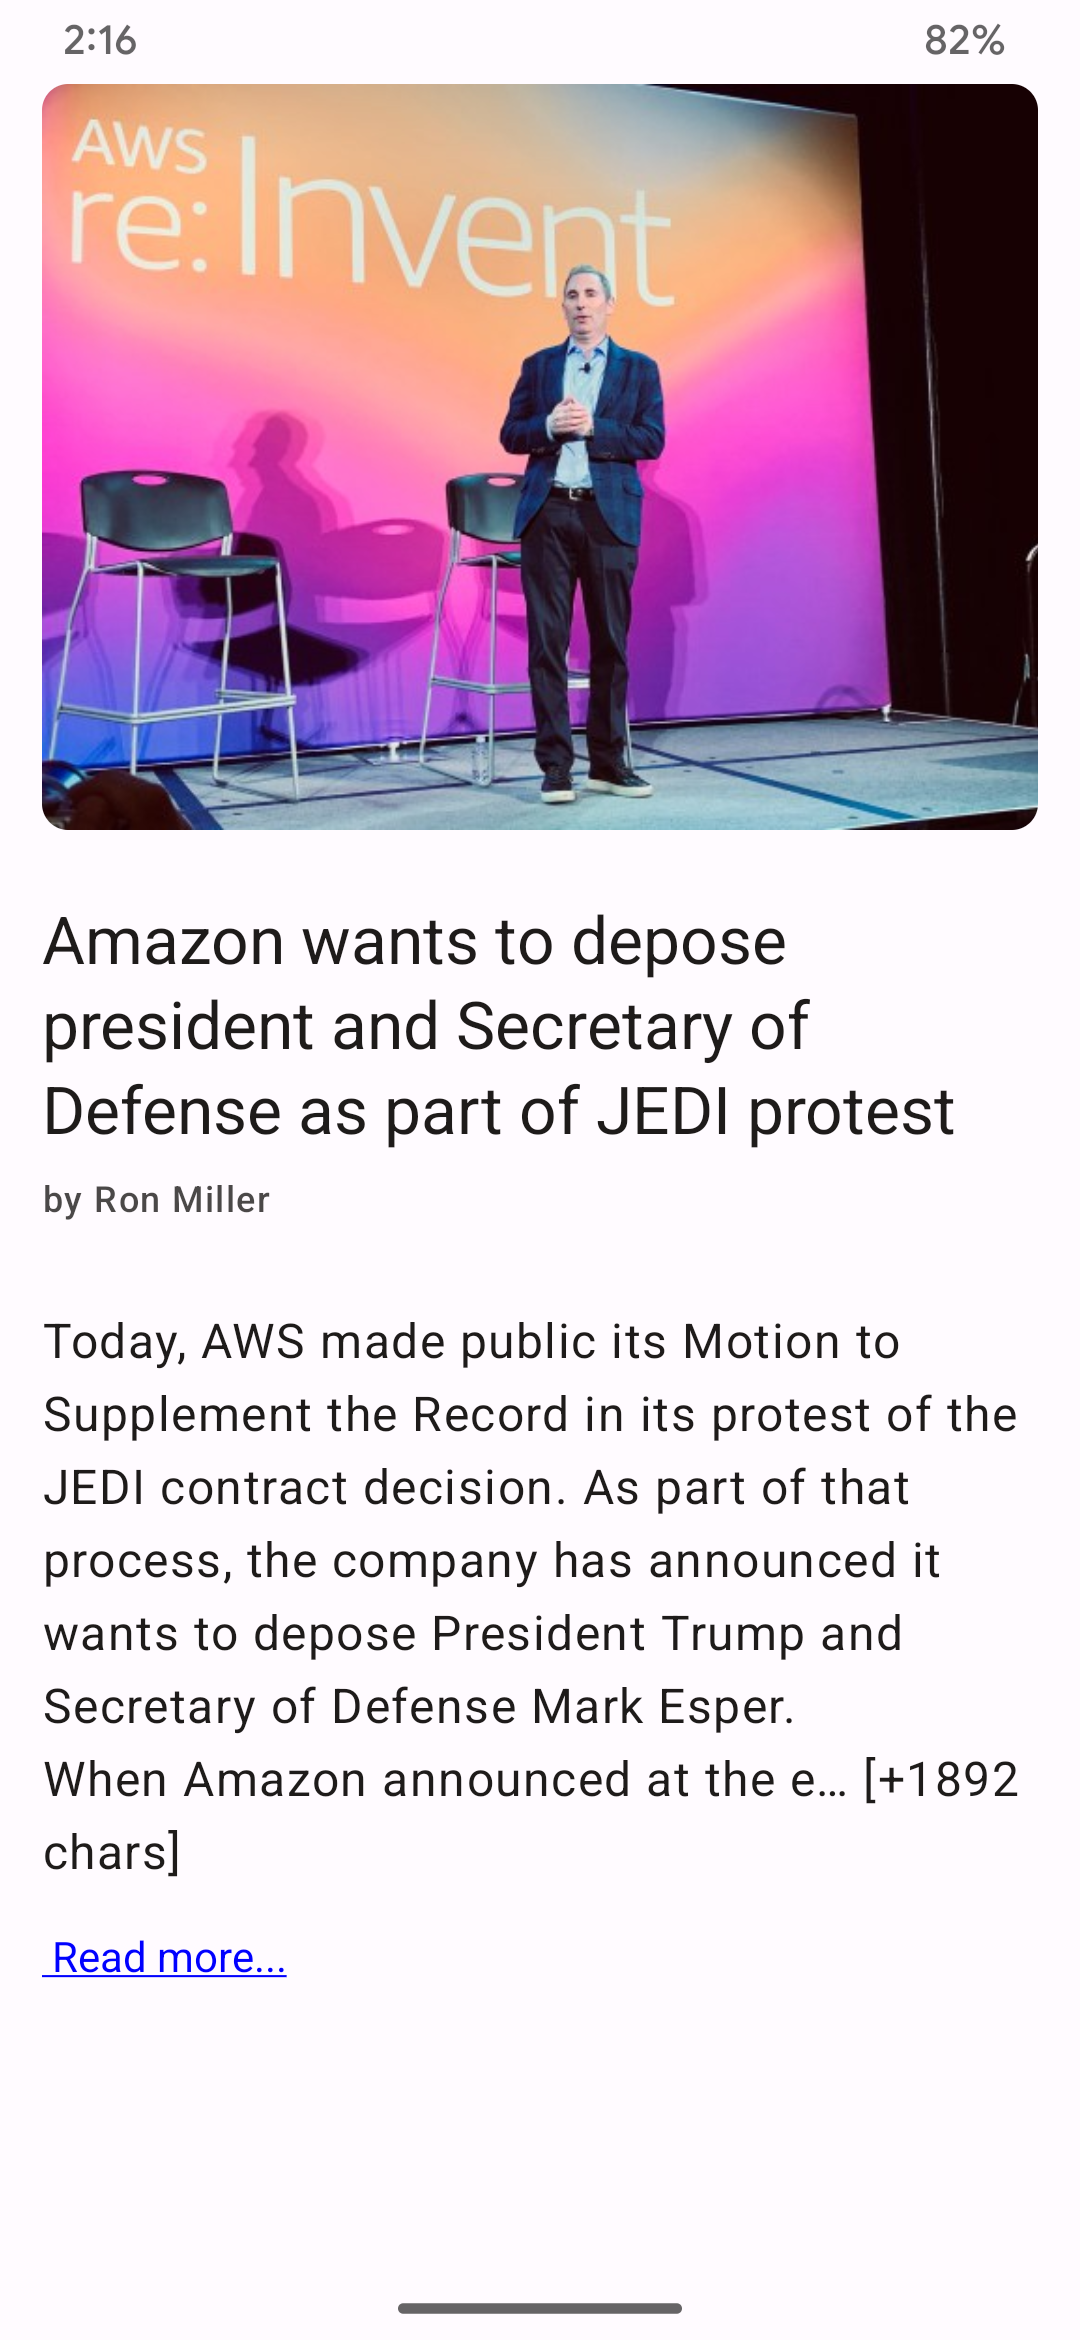 2:16
82%
AWS
re:Invent
Amazon wants to depose
president and Secretary of
Defense as part of JEDI protest
by Ron Miller
Today, AWS made public its Motion to
Supplement the Record in its protest of the
JEDI contract decision. As part of that
process, the company has announced it
wants to depose President Trump and
Secretary of Defense Mark Esper.
When Amazon announced at the e… [+1892
chars]
Read more...